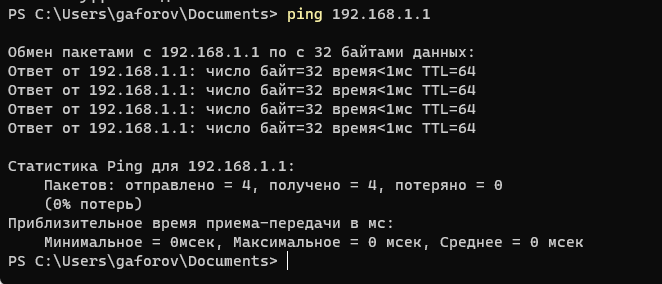 PS C:\Users\gaforov\Documents> ping 192.168.1.1
Обмен пакетами с 192.168.1.1 по с 32 байтами данных:
Ответ от 192.168.1.1: число байт=32 время<1мс TTL=64
Ответ от 192.168.1.1: число байт=32 время<1мс TTL=64
Ответ от 192.168.1.1: число байт=32 время<1мс TTL=64
Ответ от 192.168.1.1: число байт=32 время<1мс TTL=64
Статистика Ping для 192.168.1.1:
Пакетов: отправлено = 4, получено = 4, потеряно = 0
(0% потерь)
Приблизительное время приема-передачи в мс:
Минимальное = 0мсек, Максимальное = 0 мсек, Среднее = 0 мсек
PS C:\Users\gaforov\Documents>